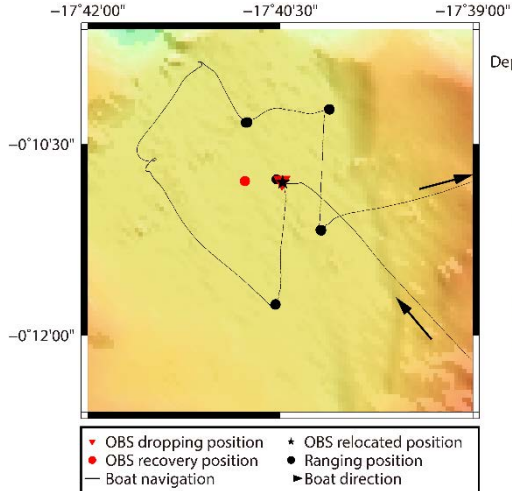 −17°42'00" −17°40'30" −17°39'00"
Dep
−0°10'30"
−0°12'00"
OBS dropping position OBS relocated position
OBS recovery position Ranging position
Boat navigation Boat direction